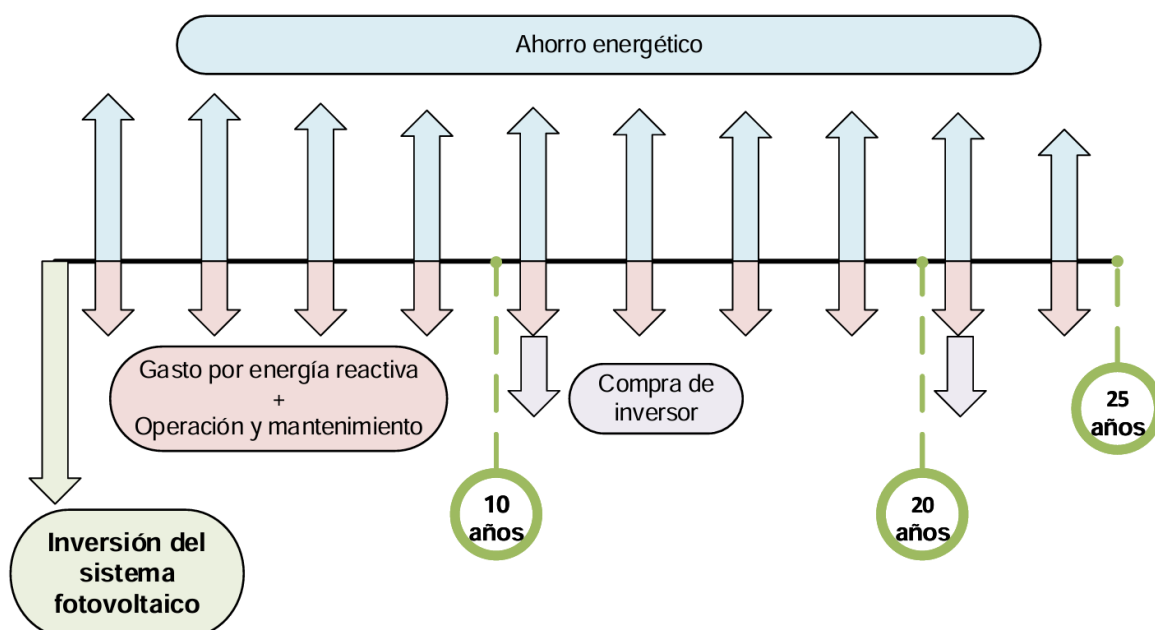 Ahorro energético
Gasto por energía reactiva
+
Operación y mantenimiento
Compra de
inversor
25
años
10
años
20
años
Inversión del
sistema
fotovoltaico